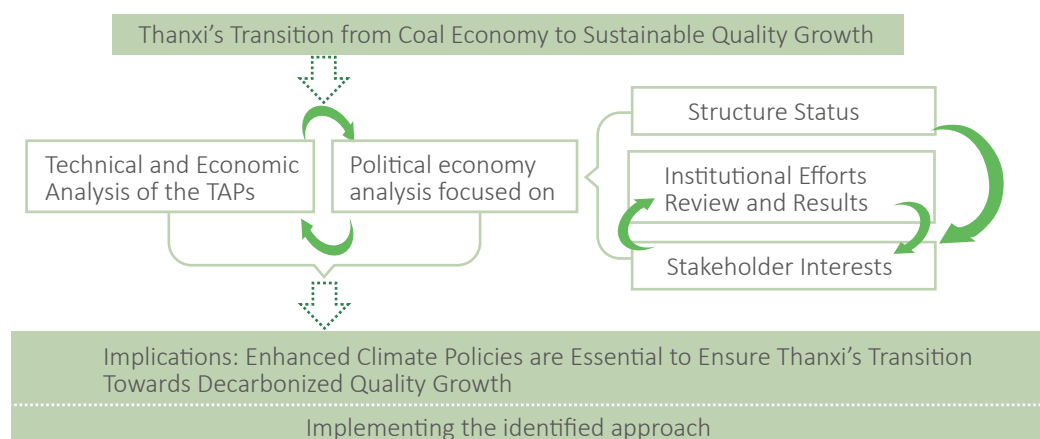 Thanxi's Transition from Coal Economy to Sustainable Quality Growth
Technical and Economic
Analysis of the TAPs
Political economy
analysis focused on
Structure Status
Institutional Efforts
Review and Results
Stakeholder Interests
Implications: Enhanced Climate Policies are Essential to Ensure Thanxi's Transition
Towards Decarbonized Quality Growth
Implementing the identified approach